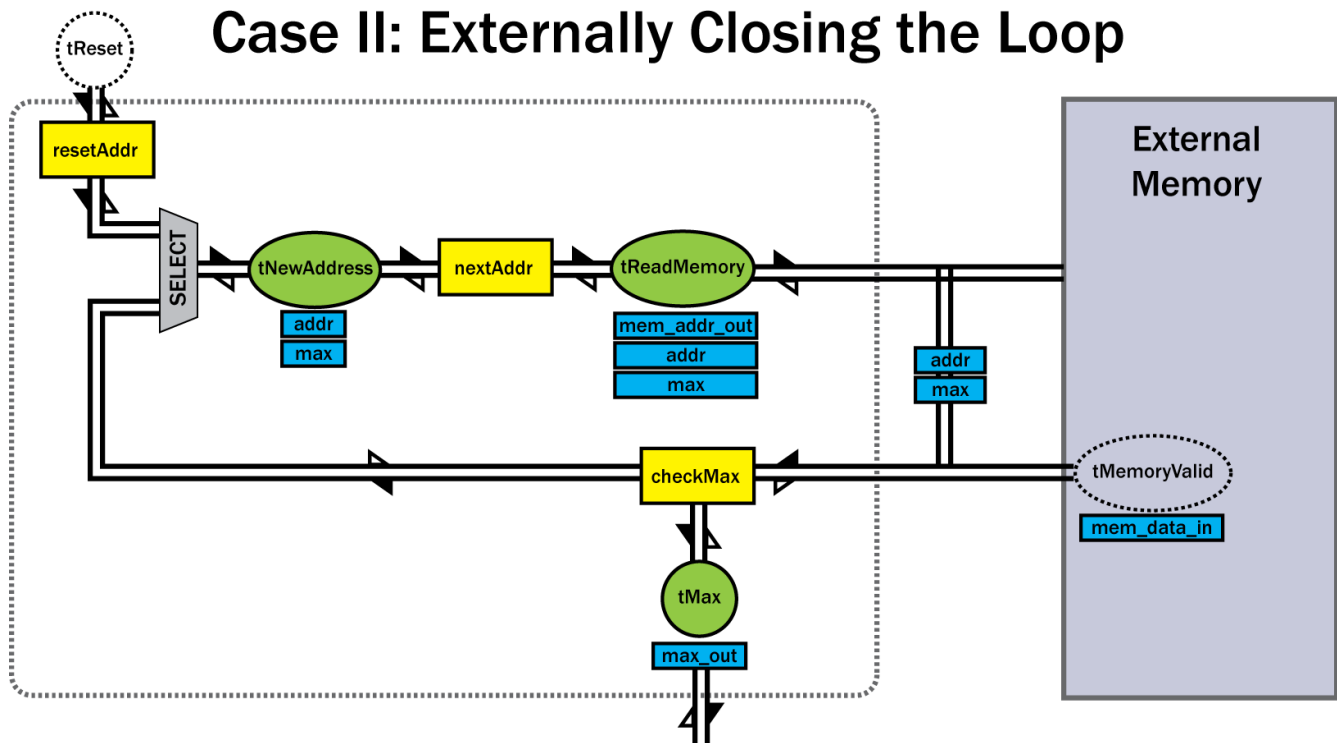 Case II: Externally Closing the Loop
tReset
resetAddr
SELECT
tNewAddress
addr
max
nextAddr
tReadMemory
mem_addr_out
addr
max
addr
max
External
Memory
checkMax
tMemoryValid
mem_data_in
tMax
max_out